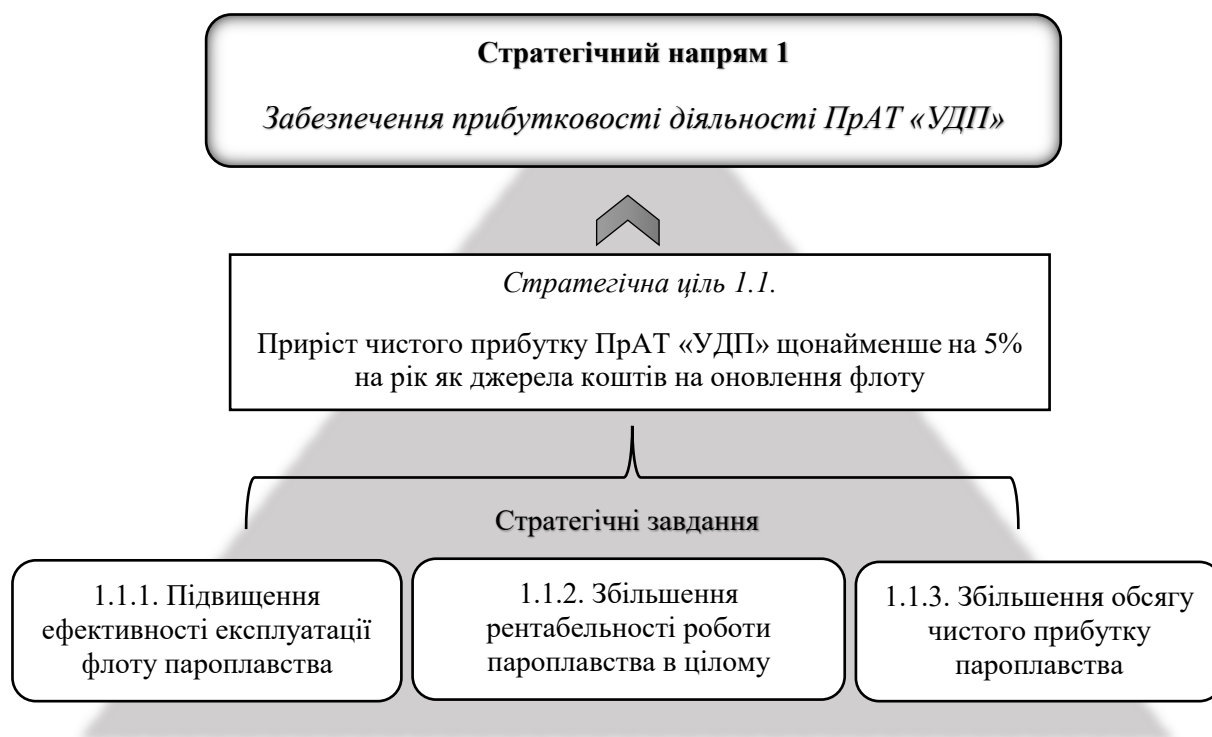 Стратегічний напрям 1
Забезпечення прибутковості діяльності ПрАТ «УДП»
Стратегічна ціль 1.1.
Приріст чистого прибутку ПрАТ «УДП» щонайменше на 5%
на рік як джерела коштів на оновлення флоту
Стратегічні завдання
1.1.1. Підвищення
ефективності експлуатації
флоту пароплавства
1.1.2. Збільшення
рентабельності роботи
пароплавства в цілому
1.1.3. Збільшення обсягу
чистого прибутку
пароплавства